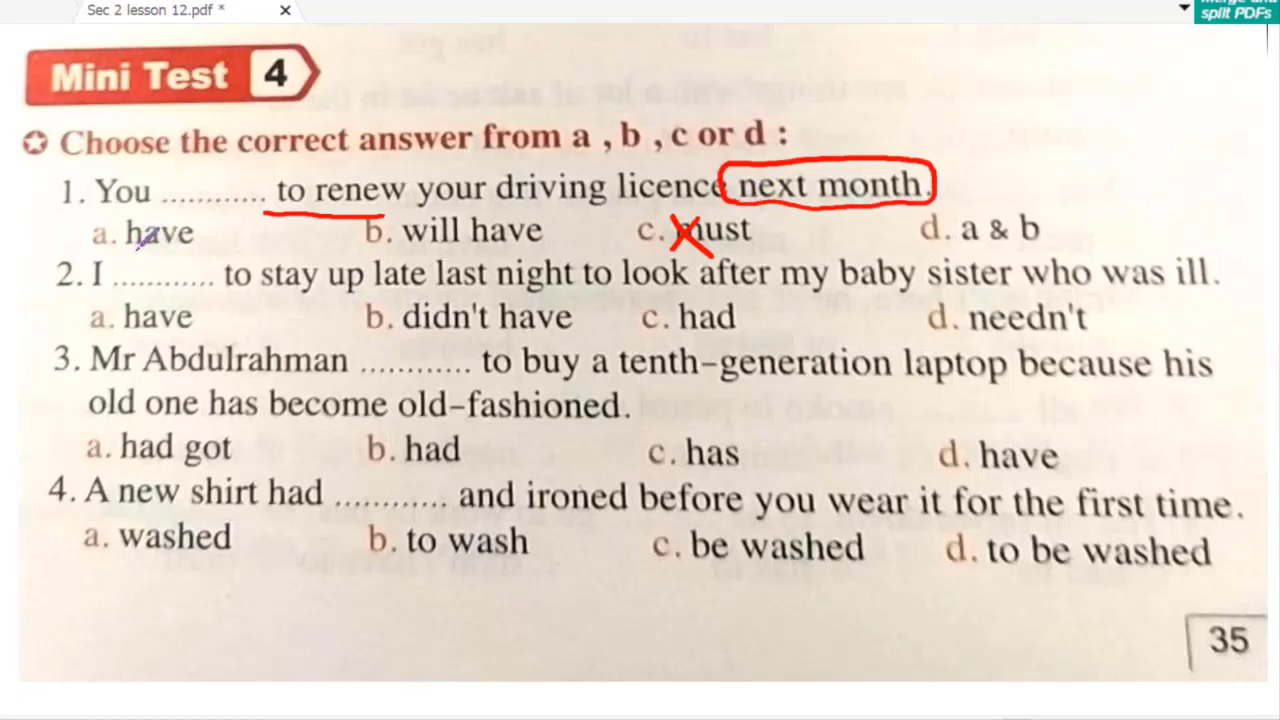 Sec 2 lesson 12.pdf *
split PDFs
Mini Test 4
Choose the correct answer from a , b , c or d :
1. You ............ to renew your driving licence next month.
a. have b. will have c. must d. a & b
2. I ............ to stay up late last night to look after my baby sister who was ill.
a. have b. didn't have c. had d. needn't
3. Mr Abdulrahman ............ to buy a tenth-generation laptop because his
old one has become old-fashioned.
a. had got b. had c. has d. have
4. A new shirt had ............ and ironed before you wear it for the first time.
a. washed b. to wash c. be washed d. to be washed
35